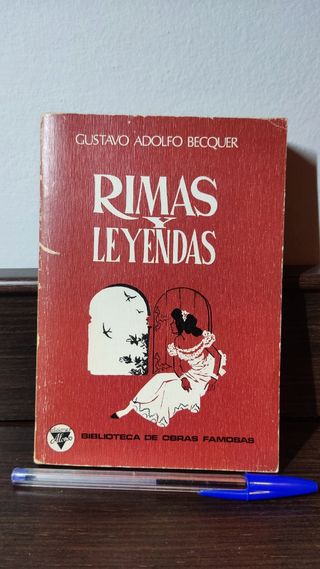 GUSTAVO ADOLFO BECQUER
RIMAS
Y
LEYENDAS
BIBLIOTECA DE OBRAS FAMOSAS